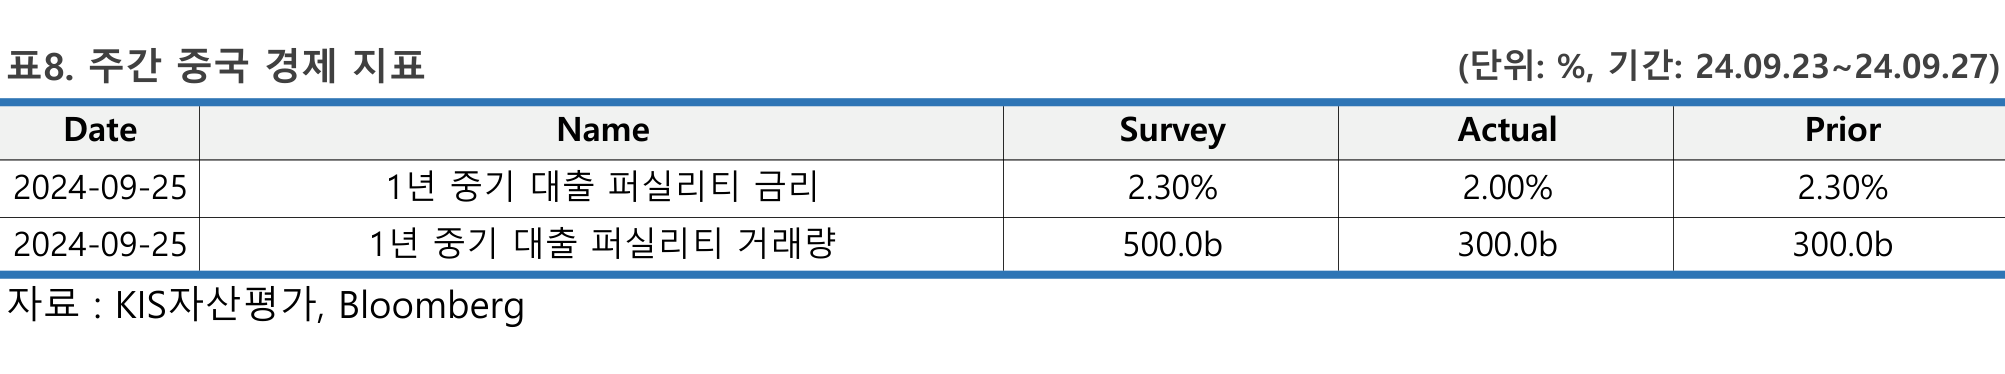 표8. 주간 중국 경제 지표 (단위: %, 기간: 24.09.23~24.09.27)
Date Name Survey Actual Prior
2024-09-25 1년 중기 대출 퍼실리티 금리 2.30% 2.00% 2.30%
2024-09-25 1년 중기 대출 퍼실리티 거래량 500.0b 300.0b 300.0b
자료 : KIS자산평가, Bloomberg